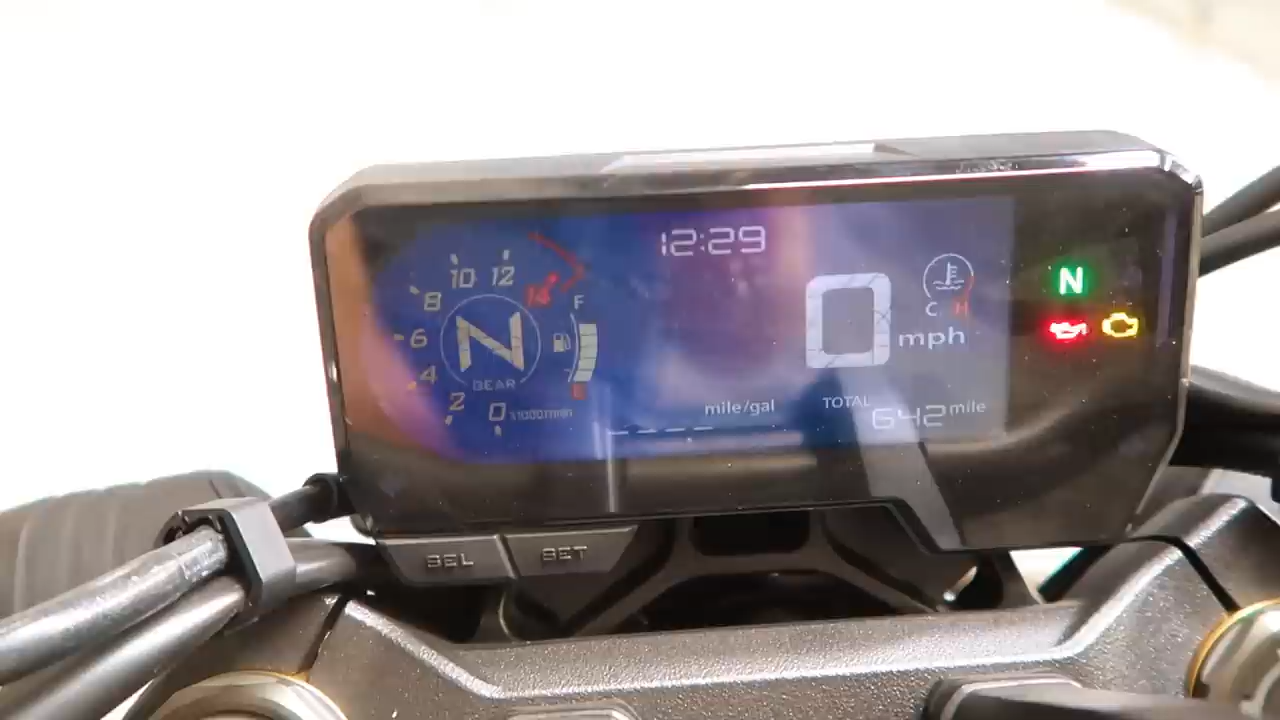 12:29
10 12
8 14
6
4
2 0 x1000r/min
N
GEAR
F
E
0 mph
C H
mile/gal
----
TOTAL
642 mile
N
SEL SET